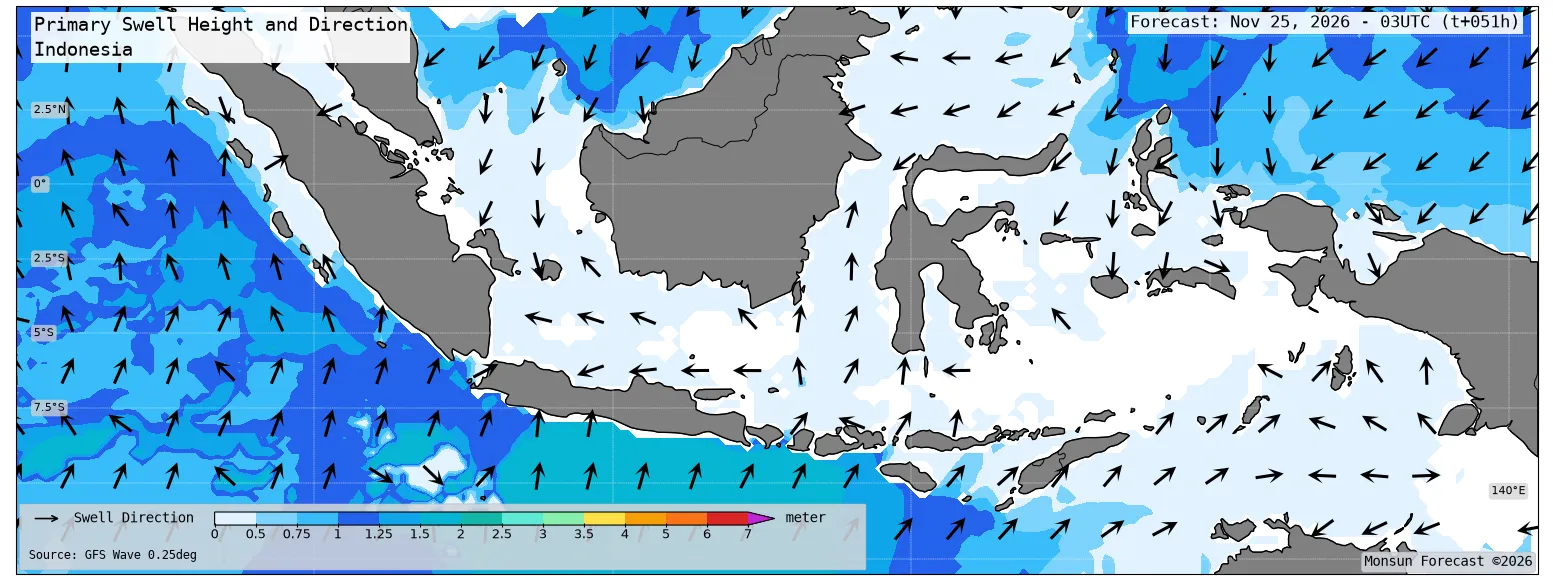 Primary Swell Height and Direction
Indonesia
Forecast: Nov 25, 2026 - 03UTC (t+051h)
2.5°N
0°
2.5°S
5°S
7.5°S
140°E
Swell Direction
0 0.5 0.75 1 1.25 1.5 2 2.5 3 3.5 4 5 6 7
meter
Source: GFS Wave 0.25deg
Monsun Forecast ©2026